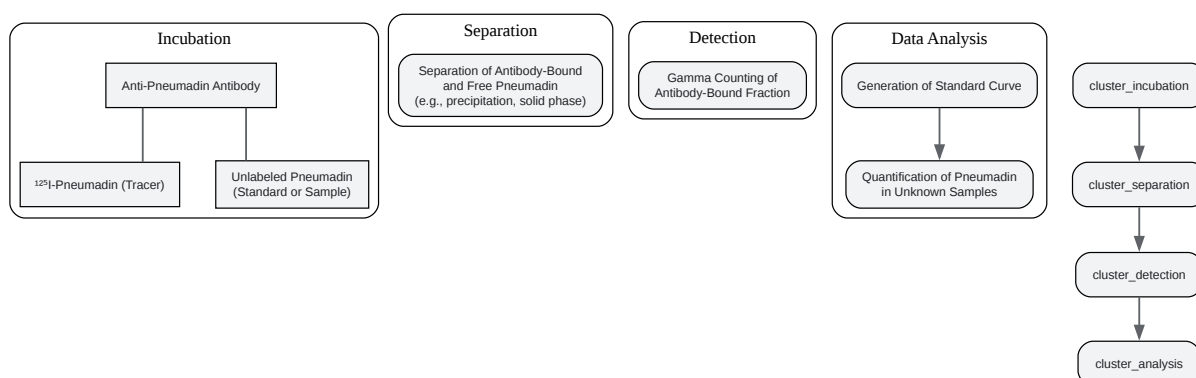 Incubation
Anti-Pneumadin Antibody
¹²⁵I-Pneumadin (Tracer)
Unlabeled Pneumadin
(Standard or Sample)
Separation
Separation of Antibody-Bound
and Free Pneumadin
(e.g., precipitation, solid phase)
Detection
Gamma Counting of
Antibody-Bound Fraction
Data Analysis
Generation of Standard Curve
Quantification of Pneumadin
in Unknown Samples
cluster_incubation
cluster_separation
cluster_detection
cluster_analysis